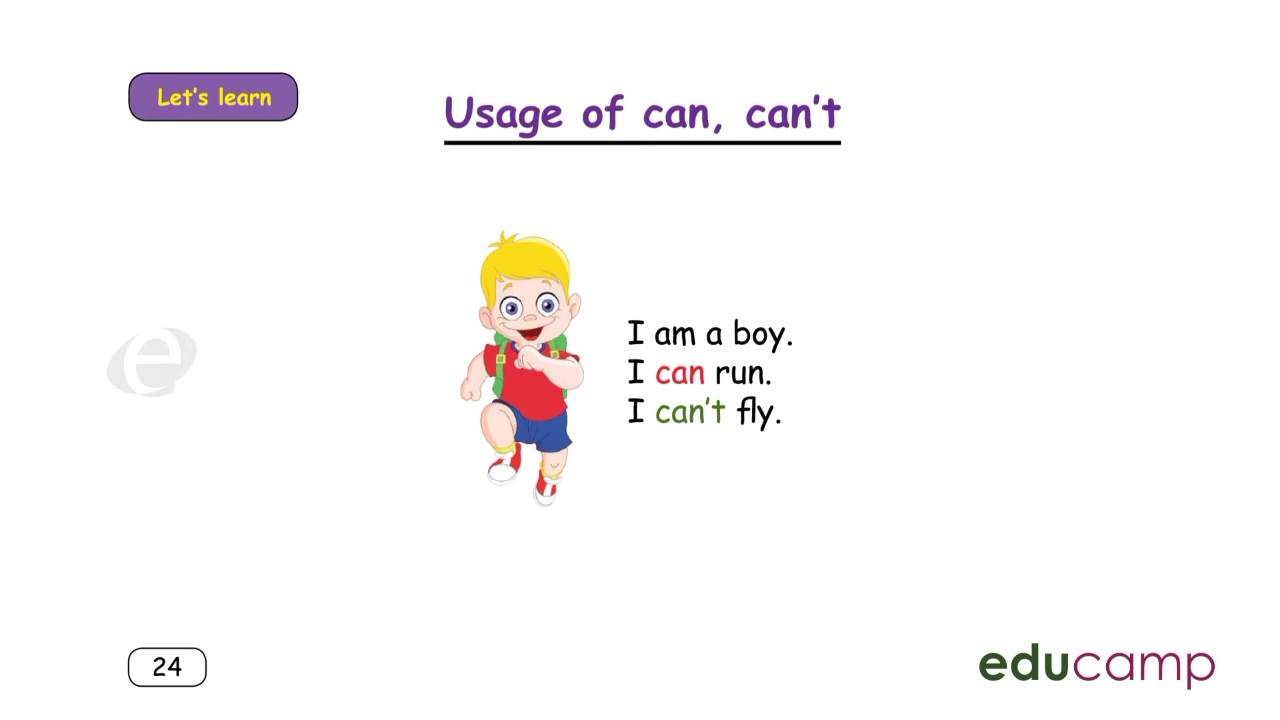 Let's learn
Usage of can, can't
I am a boy.
I can run.
I can't fly.
e
24
educamp